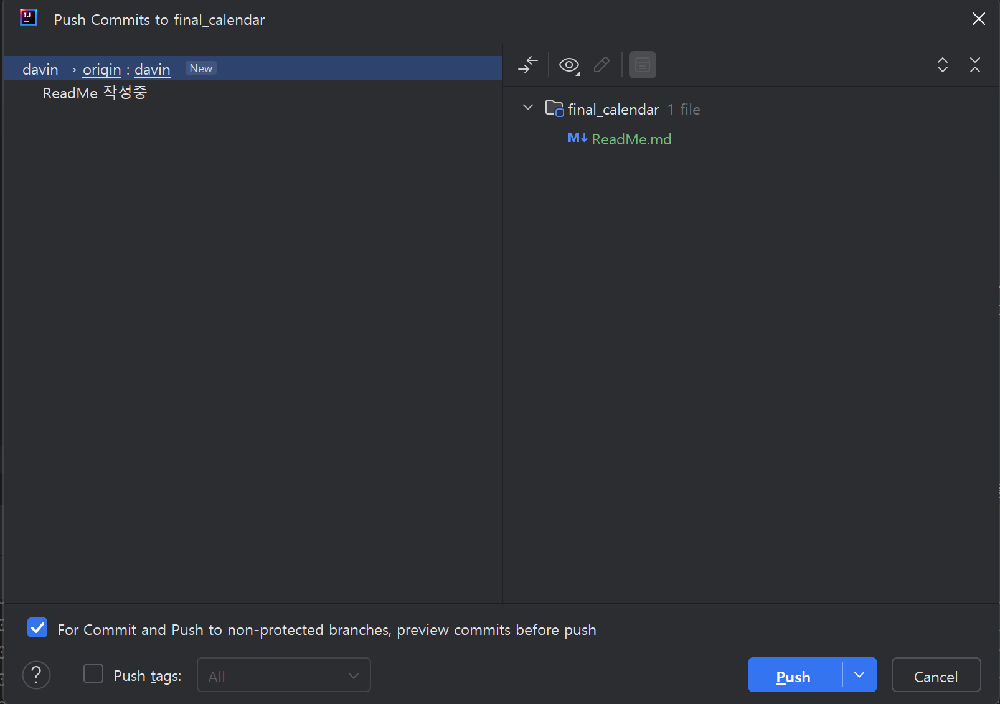 Push Commits to final_calendar
davin → origin : davin New
ReadMe 작성중
final_calendar 1 file
M↓ ReadMe.md
For Commit and Push to non-protected branches, preview commits before push
? Push tags: All
Push
Cancel